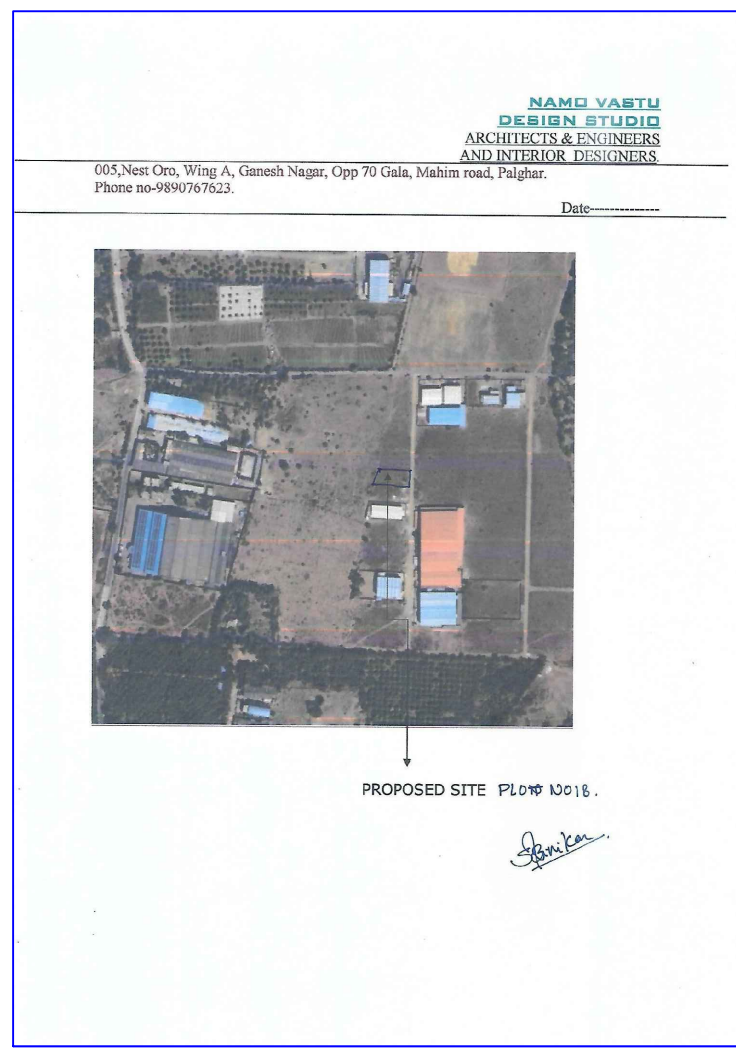 NAMO VASTU
DESIGN STUDIO
ARCHITECTS & ENGINEERS
AND INTERIOR DESIGNERS.
005,Nest Oro, Wing A, Ganesh Nagar, Opp 70 Gala, Mahim road, Palghar.
Phone no-9890767623.
Date--------------
PROPOSED SITE PLOT NO18.